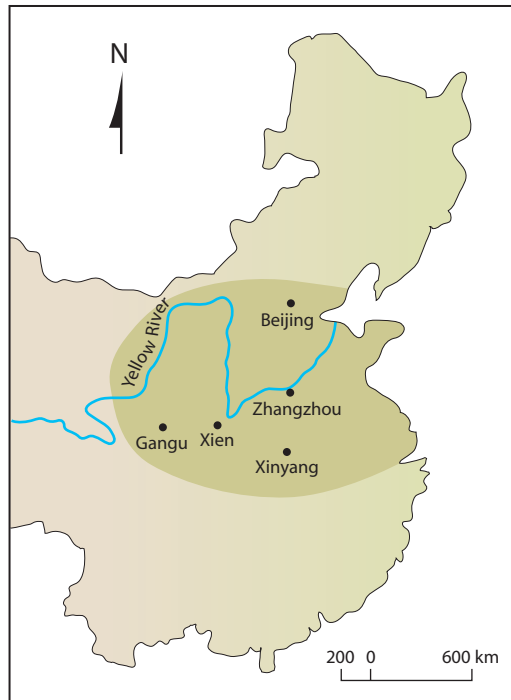 N
Beijing
Yellow River
Zhangzhou
Gangu
Xien
Xinyang
200 0 600 km